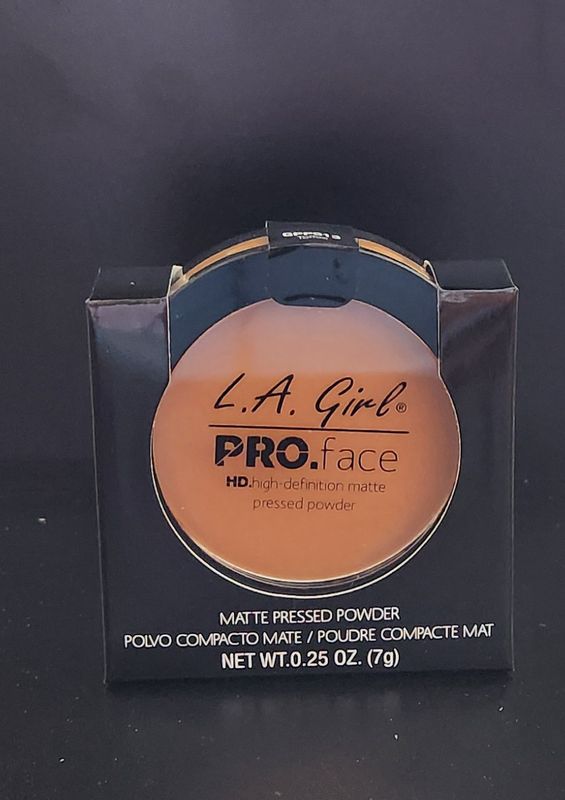 L.A. Girl®
PRO.face
HD.high-definition matte
pressed powder
MATTE PRESSED POWDER
POLVO COMPACTO MATE / POUDRE COMPACTE MAT
NET WT.0.25 OZ. (7g)